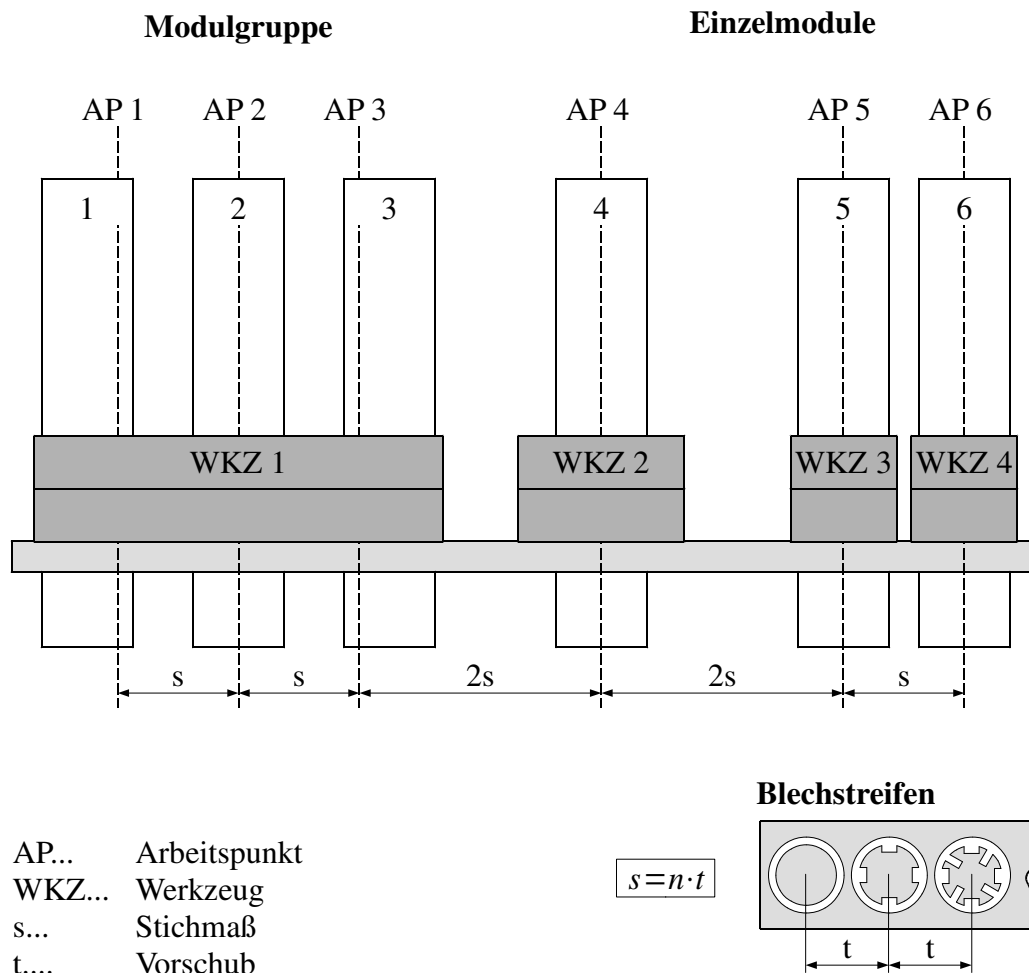 Modulgruppe Einzelmodule
AP 1 AP 2 AP 3 AP 4 AP 5 AP 6
1 2 3 4 5 6
WKZ 1 WKZ 2 WKZ 3 WKZ 4
s s 2s 2s s
Blechstreifen
AP... Arbeitspunkt
WKZ... Werkzeug
s... Stichmaß
t.... Vorschub
s=n·t
t t